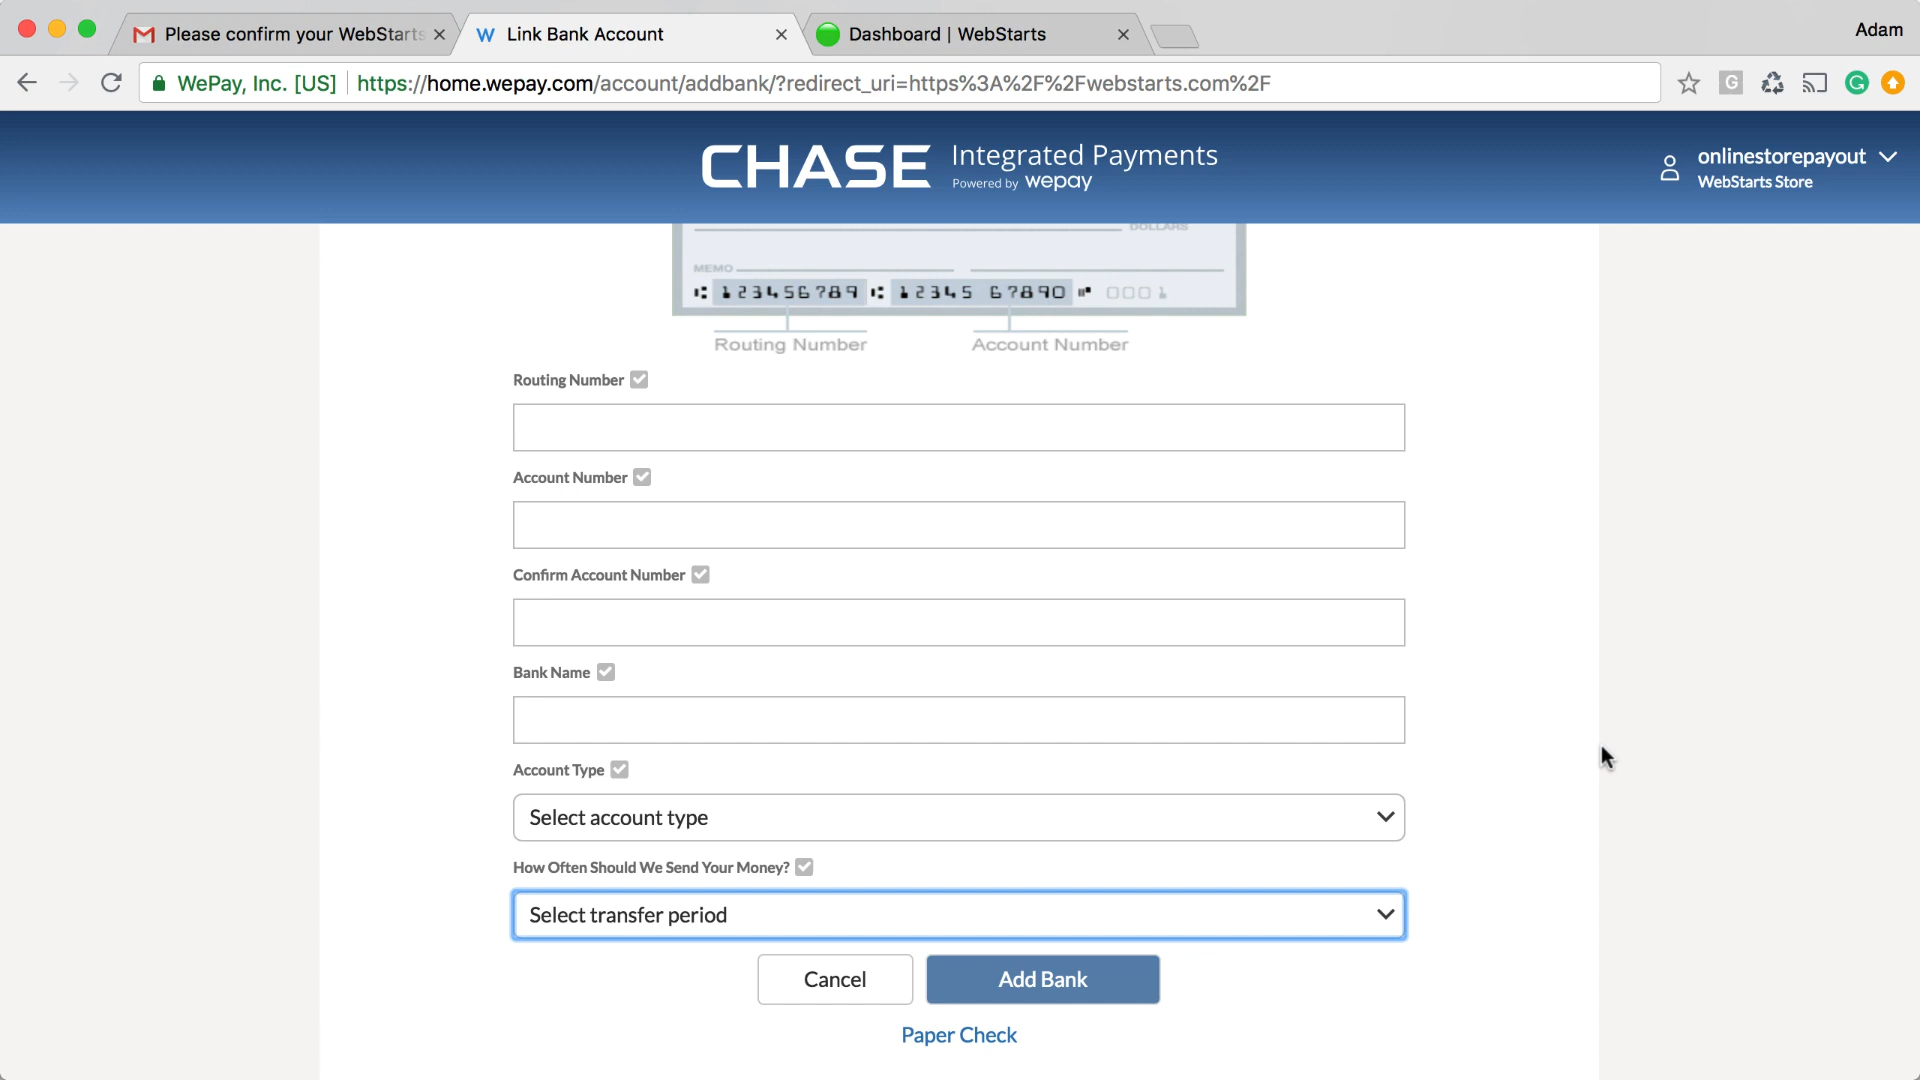 Please confirm your WebStarts
Link Bank Account
Dashboard | WebStarts
Adam
WePay, Inc. [US]
https://home.wepay.com/account/addbank/?redirect_uri=https%3A%2F%2Fwebstarts.com%2F
CHASE Integrated Payments
Powered by wepay
onlinestorepayout
WebStarts Store
DOLLARS
MEMO
123456789 12345 67890 0001
Routing Number
Account Number
Routing Number
Account Number
Confirm Account Number
Bank Name
Account Type
Select account type
How Often Should We Send Your Money?
Select transfer period
Cancel
Add Bank
Paper Check